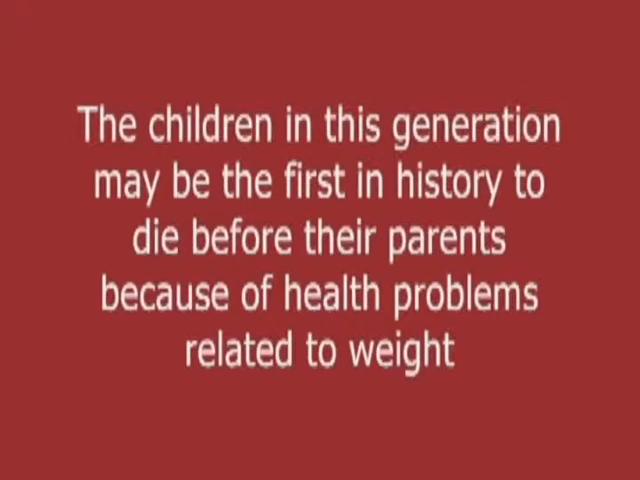 The children in this generation
may be the first in history to
die before their parents
because of health problems
related to weight